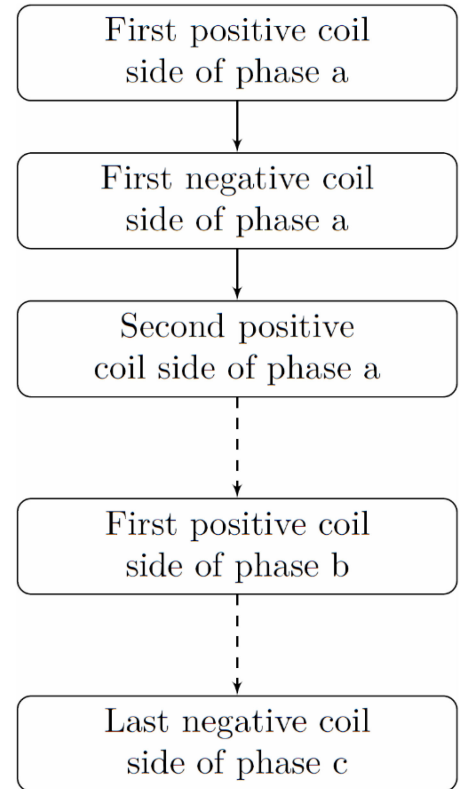 First positive coil
side of phase a
First negative coil
side of phase a
Second positive
coil side of phase a
First positive coil
side of phase b
Last negative coil
side of phase c